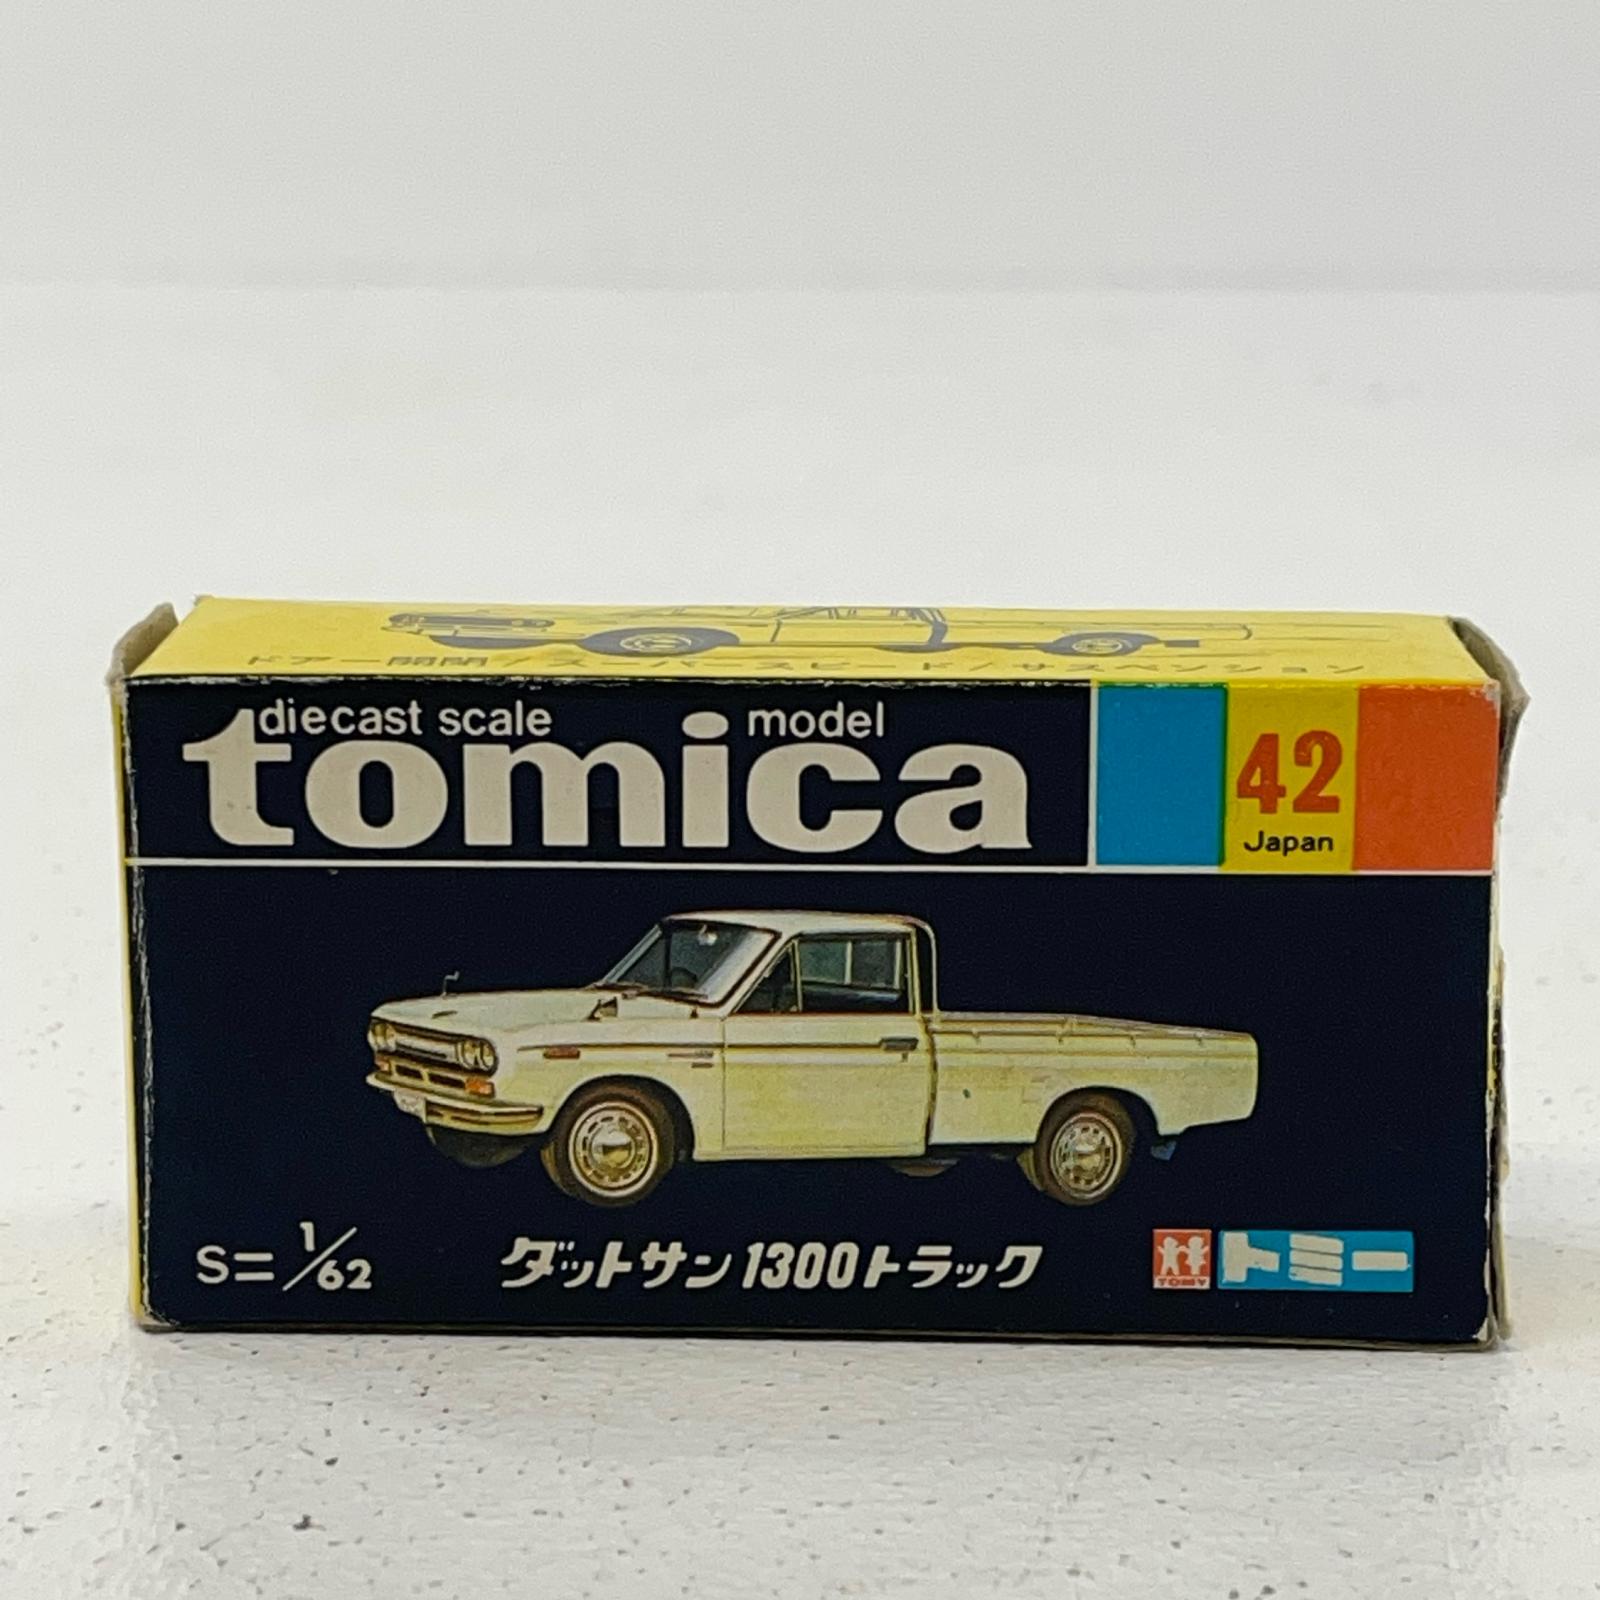 ドアー開閉/スーパースピード/サスペンション
diecast scale model
tomica
42
Japan
S=1/62
ダットサン1300トラック
TOMY
トミー